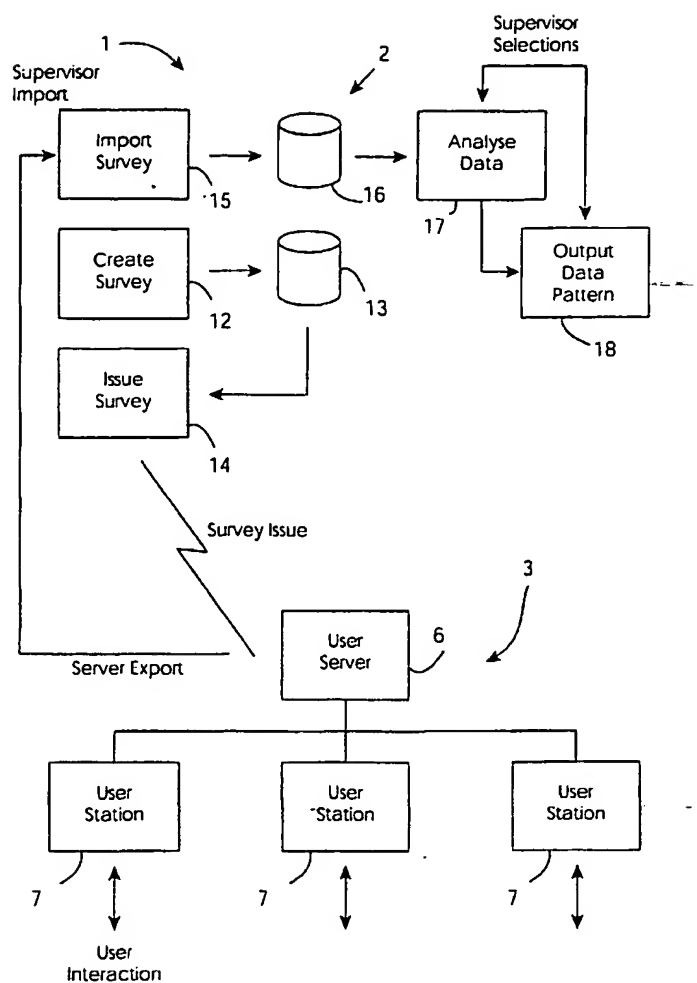 Supervisor
Selections
1
2
Supervisor
Import
Import
Survey
15
16
Analyse
Data
17
Create
Survey
12
13
Output
Data
Pattern
18
Issue
Survey
14
Survey Issue
3
User
Server
6
Server Export
User
Station
7
User
Station
7
User
Station
7
User
Interaction